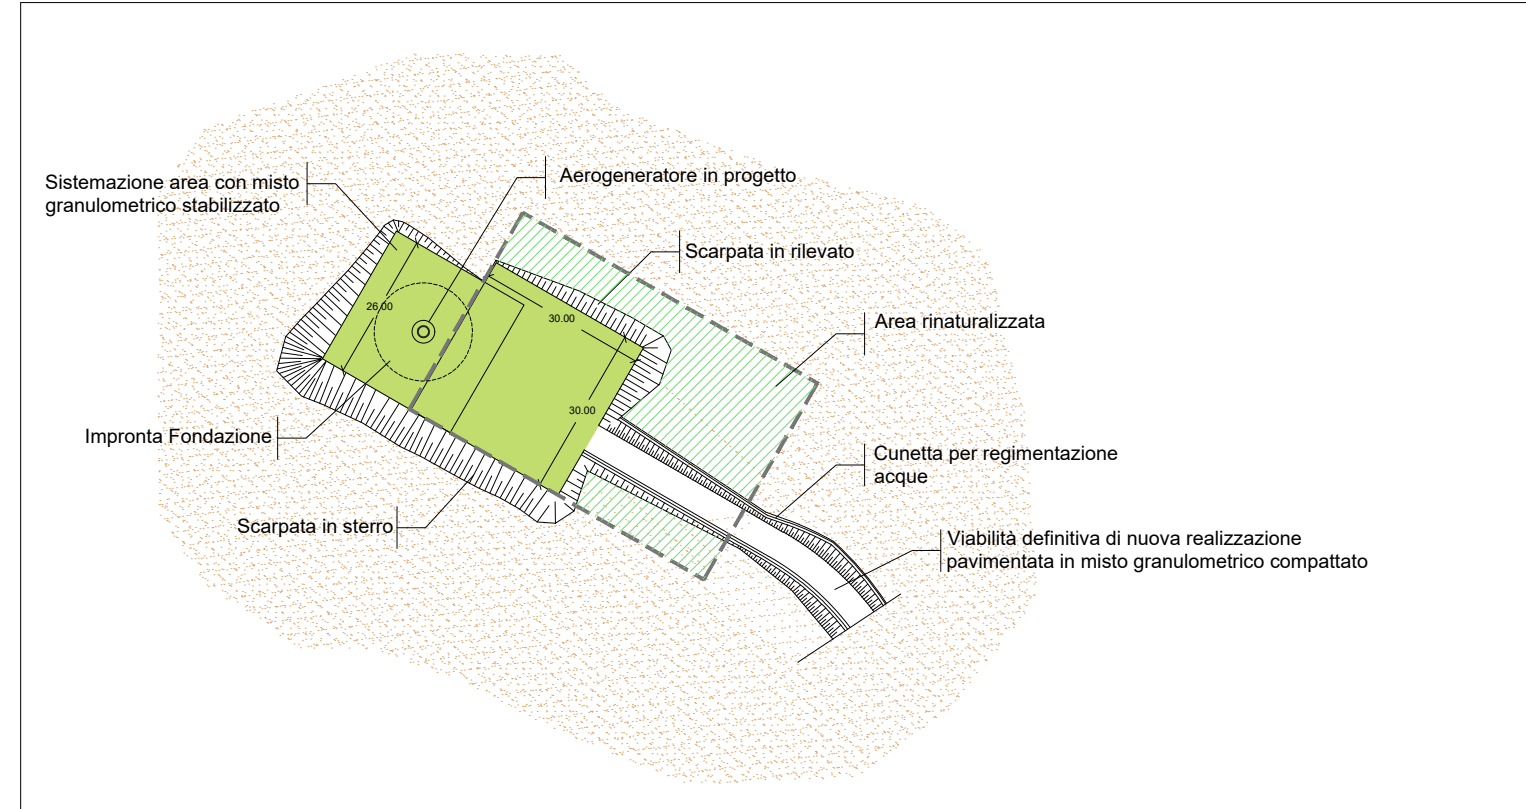 Sistemazione area con misto
granulometrico stabilizzato
Aerogeneratore in progetto
Scarpata in rilevato
Area rinaturalizzata
26.00
30.00
30.00
Impronta Fondazione
Cunetta per regimentazione
acque
Scarpata in sterro
Viabilità definitiva di nuova realizzazione
pavimentata in misto granulometrico compattato